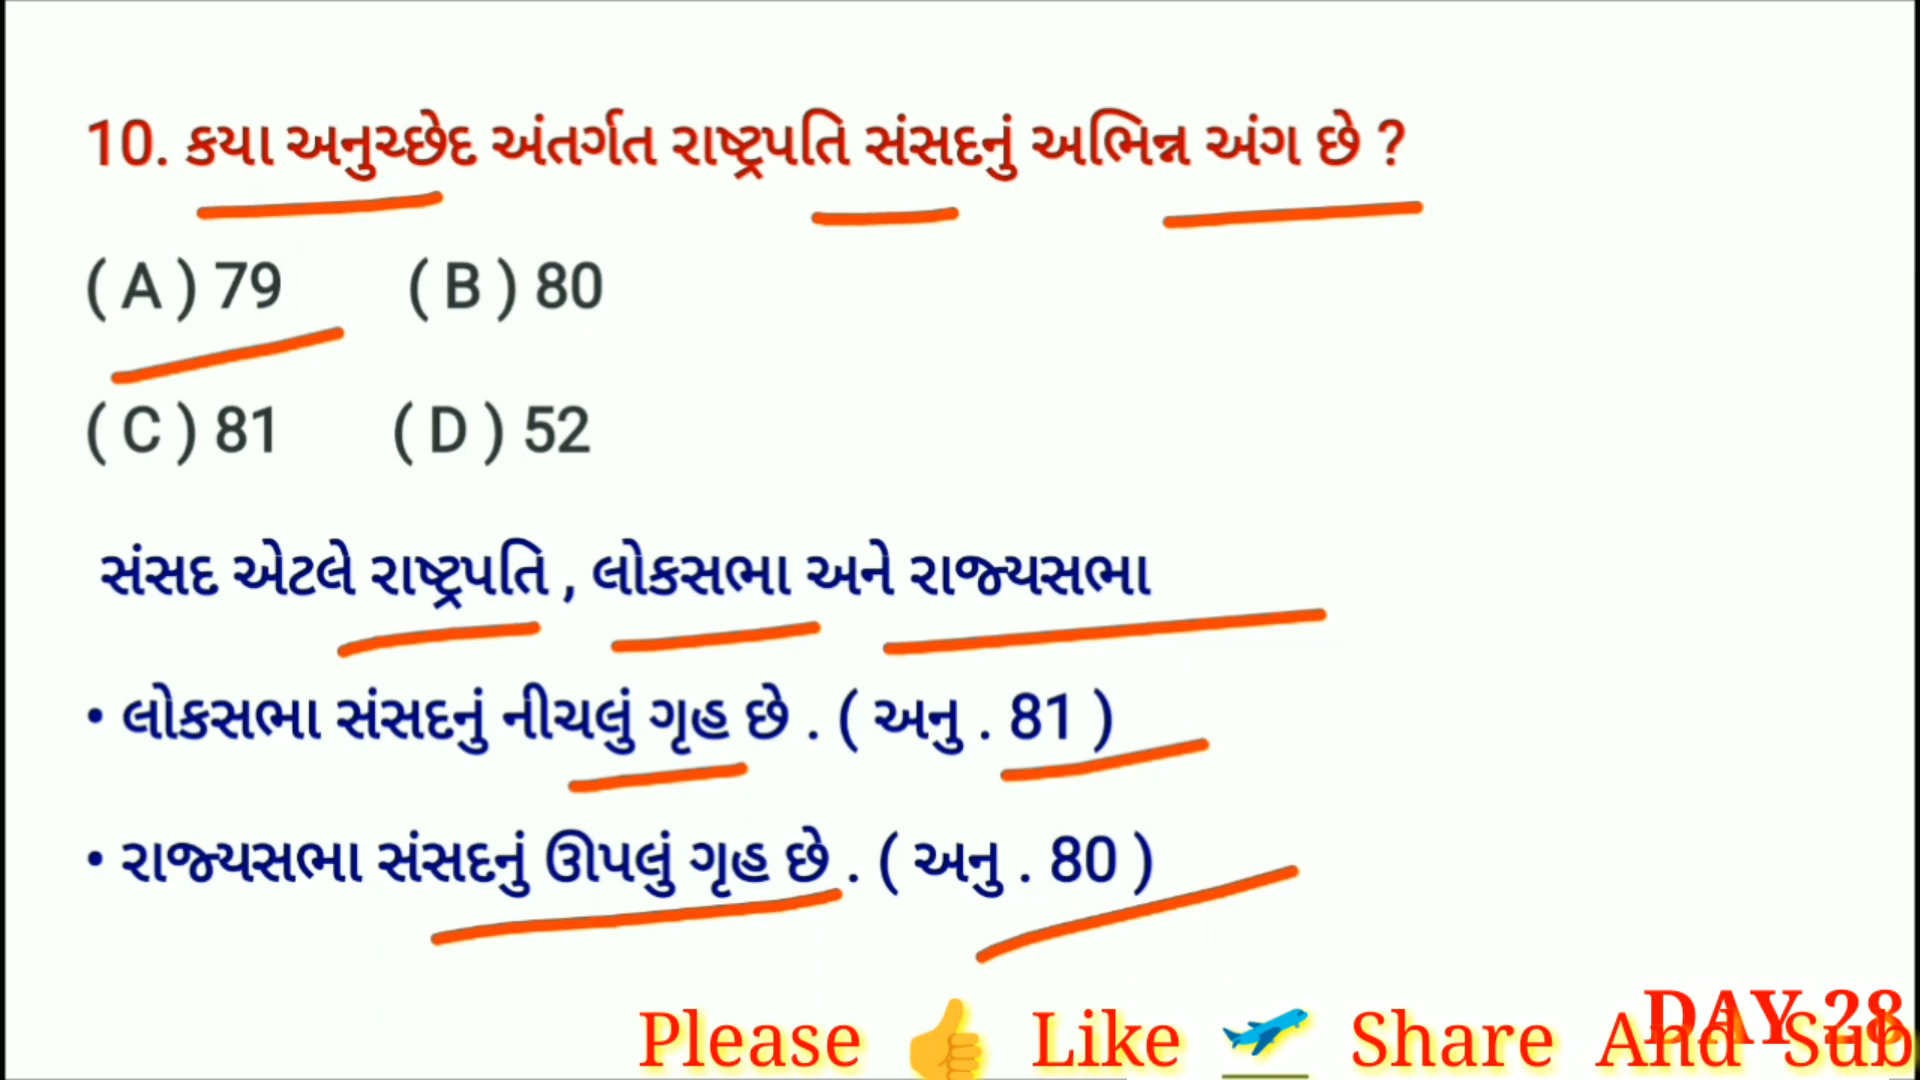 10. કયા અનુચ્છેદ અંતર્ગત રાષ્ટ્રપતિ સંસદનું અભિન્ન અંગ છે ?
( A ) 79 ( B ) 80
( C ) 81 ( D ) 52
સંસદ એટલે રાષ્ટ્રપતિ , લોકસભા અને રાજ્યસભા
• લોકસભા સંસદનું નીચલું ગૃહ છે . ( અનુ . 81 )
• રાજ્યસભા સંસદનું ઊપલું ગૃહ છે . ( અનુ . 80 )
DAY 28
Please 👍 Like 🛫 Share And Sub